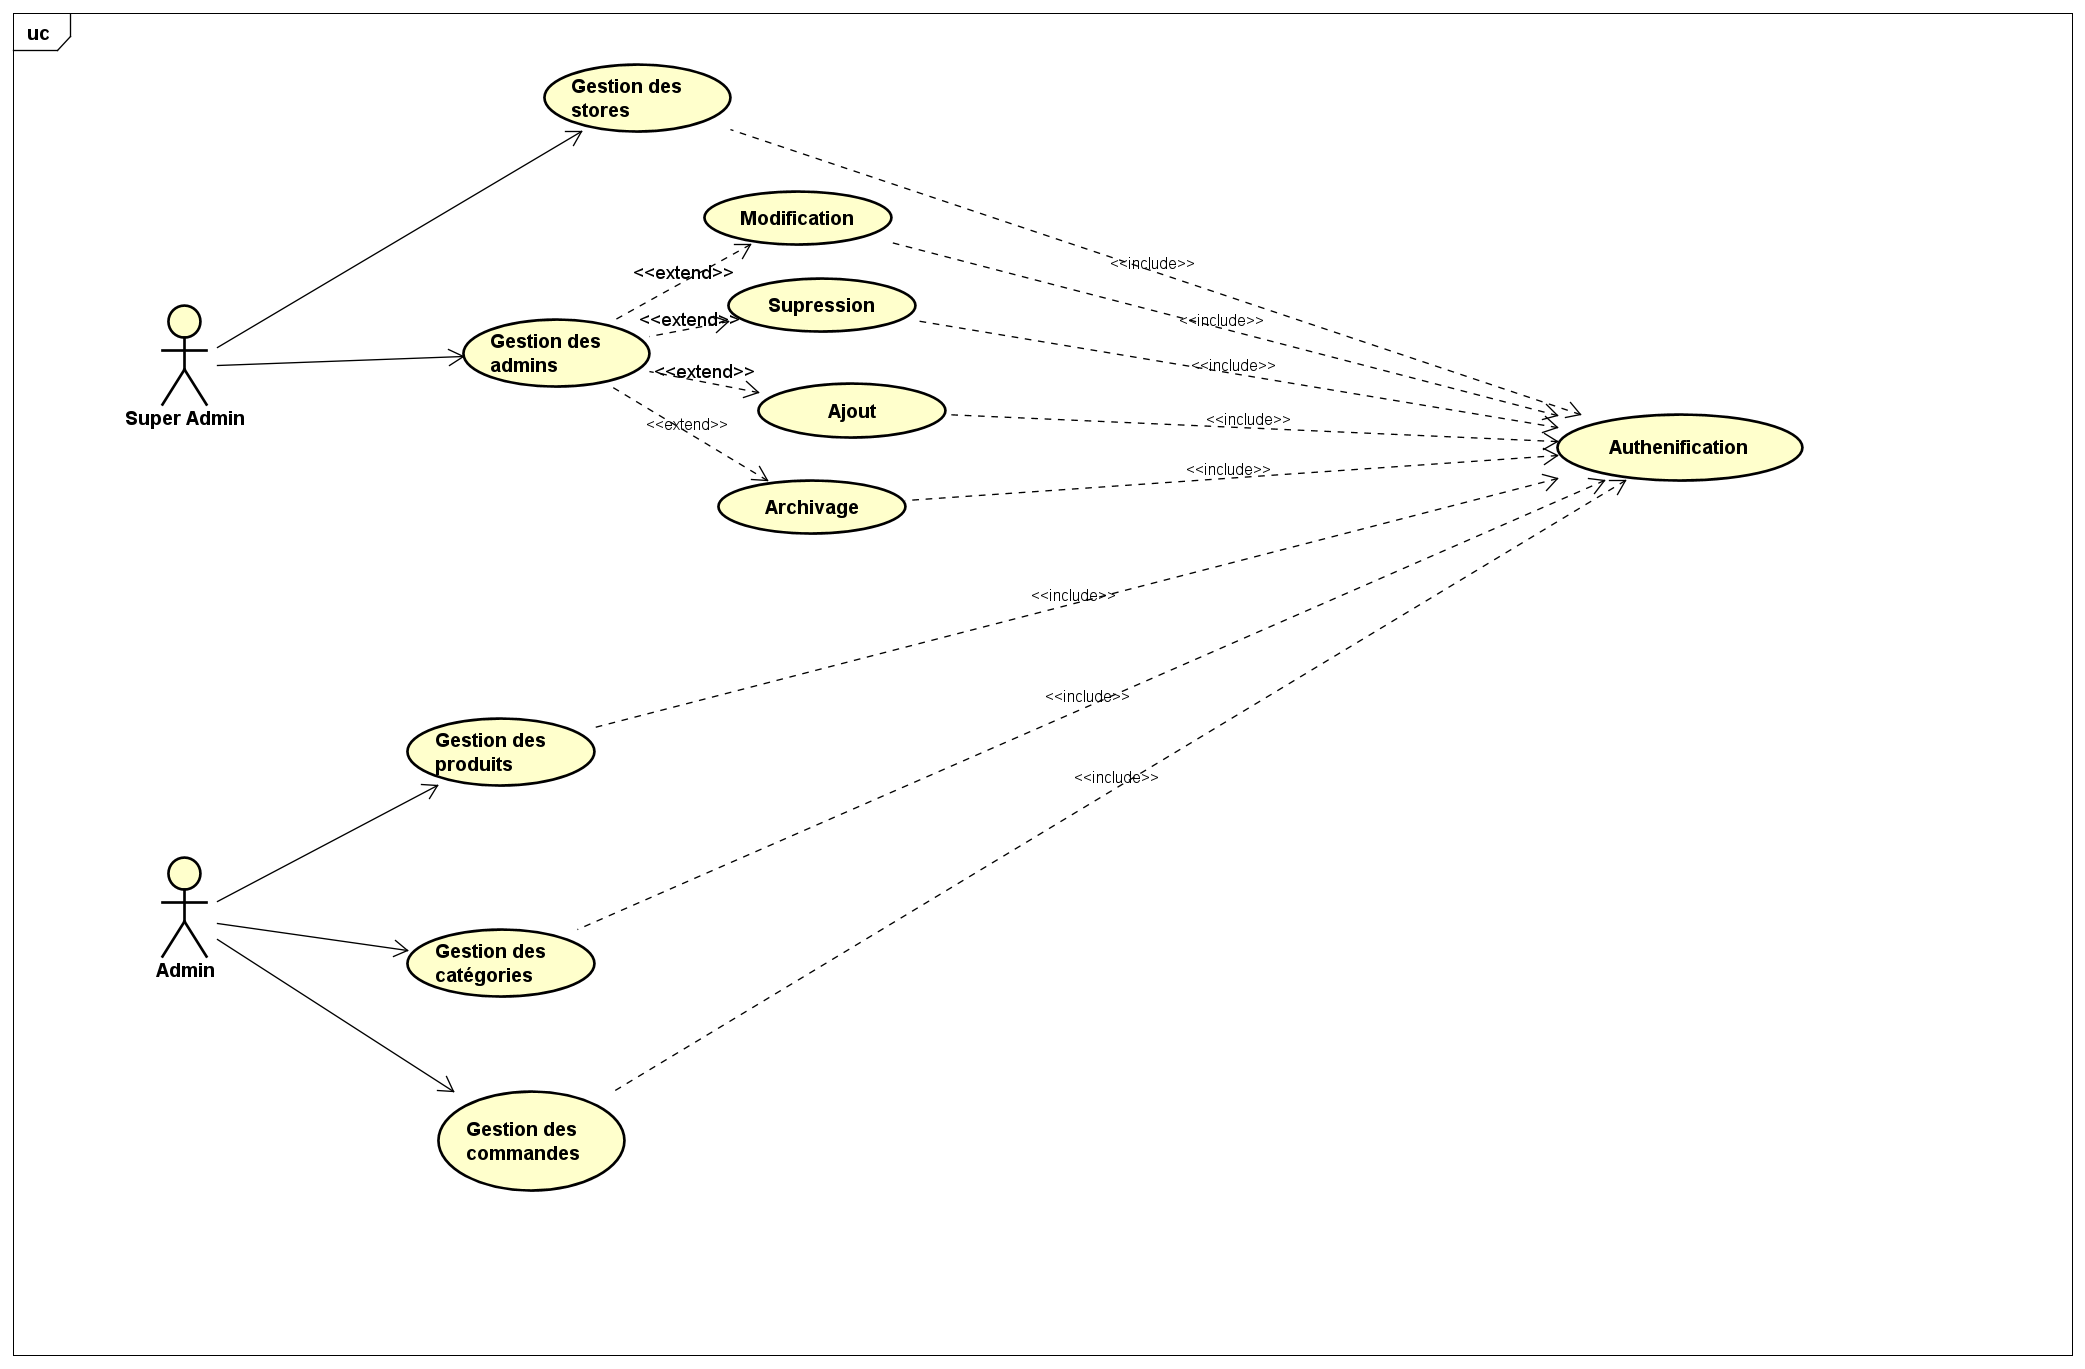 uc
Gestion des
stores
Modification
<<include>>
<<extend>>
Supression
<<extend>>
<<include>>
Gestion des
admins
<<include>>
<<extend>>
Ajout
<<include>>
Super Admin
<<extend>>
Authenification
<<include>>
Archivage
<<include>>
<<include>>
Gestion des
produits
<<include>>
Admin
Gestion des
catégories
Gestion des
commandes